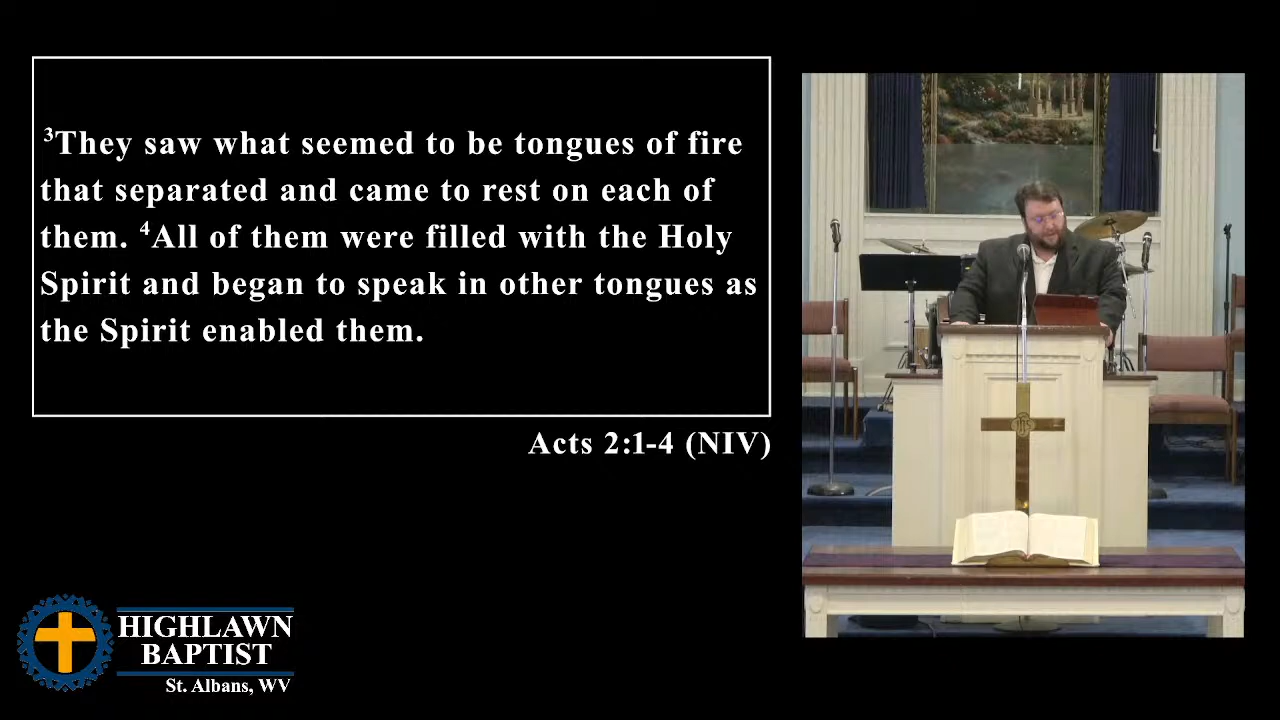 ³They saw what seemed to be tongues of fire
that separated and came to rest on each of
them. ⁴All of them were filled with the Holy
Spirit and began to speak in other tongues as
the Spirit enabled them.
Acts 2:1-4 (NIV)
HIGHLAWN
BAPTIST
St. Albans, WV